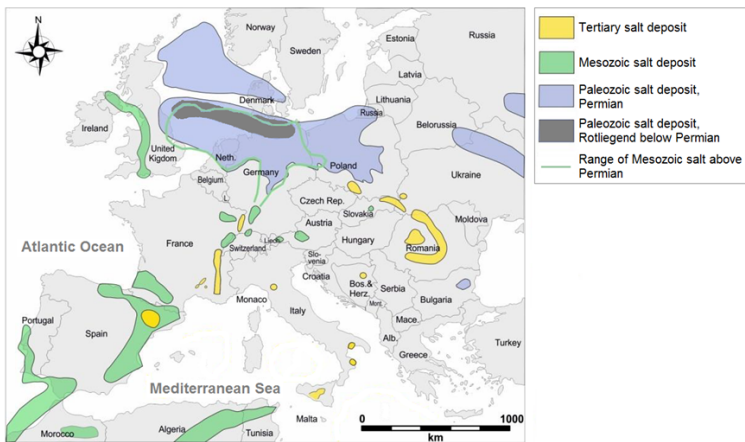 N
Norway
Sweden
Estonia
Russia
Latvia
Denmark
Lithuania
Russia
Ireland
United
Kingdom
Neth.
Belorussia
Poland
Germany
Belgium
L
Ukraine
Czech Rep.
Slovakia
Moldova
Austria
Liech
Switzerland
Hungary
Romania
France
Atlantic Ocean
Slo-
venia
Croatia
Bos.&
Herz.
Serbia
Mont.
Monaco
Italy
Bulgaria
Mace.
Alb.
Portugal
Spain
Greece
Turkey
Mediterranean Sea
Malta
Morocco
Algeria
Tunisia
0 1000
km
Tertiary salt deposit
Mesozoic salt deposit
Paleozoic salt deposit,
Permian
Paleozoic salt deposit,
Rotliegend below Permian
Range of Mesozoic salt above
Permian